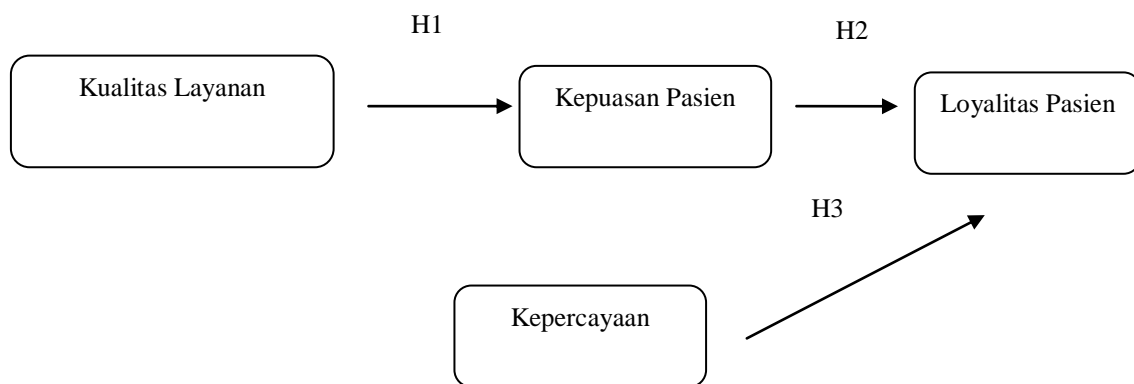 H1
H2
Kualitas Layanan
Kepuasan Pasien
Loyalitas Pasien
H3
Kepercayaan